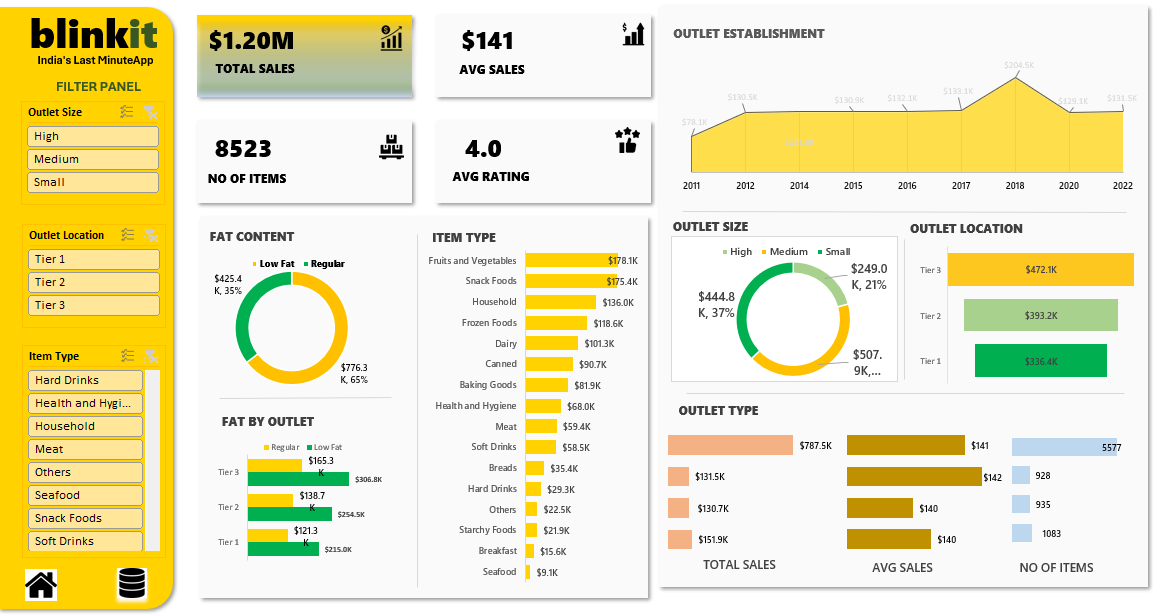 blinkit
India's Last MinuteApp
FILTER PANEL
Outlet Size
High
Medium
Small
Outlet Location
Tier 1
Tier 2
Tier 3
Item Type
Hard Drinks
Health and Hygi...
Household
Meat
Others
Seafood
Snack Foods
Soft Drinks
$1.20M
TOTAL SALES
$141
AVG SALES
8523
NO OF ITEMS
4.0
AVG RATING
FAT CONTENT
Low Fat Regular
$425.4
K, 35%
$776.3
K, 65%
FAT BY OUTLET
Regular Low Fat
Tier 3
$165.3
K
$306.8K
Tier 2
$138.7
K
$254.5K
Tier 1
$121.3
K
$215.0K
ITEM TYPE
Fruits and Vegetables $178.1K
Snack Foods $175.4K
Household $136.0K
Frozen Foods $118.6K
Dairy $101.3K
Canned $90.7K
Baking Goods $81.9K
Health and Hygiene $68.0K
Meat $59.4K
Soft Drinks $58.5K
Breads $35.4K
Hard Drinks $29.3K
Others $22.5K
Starchy Foods $21.9K
Breakfast $15.6K
Seafood $9.1K
OUTLET ESTABLISHMENT
$78.1K $130.5K $130.9K $132.1K $133.1K $204.5K $129.1K $131.5K
2011 2012 2014 2015 2016 2017 2018 2020 2022
OUTLET SIZE
High Medium Small
$249.0
K, 21%
$444.8
K, 37%
$507.
9K,...
OUTLET LOCATION
Tier 3 $472.1K
Tier 2 $393.2K
Tier 1 $336.4K
OUTLET TYPE
$787.5K $141 5577
$131.5K $142 928
$130.7K $140 935
$151.9K $140 1083
TOTAL SALES AVG SALES NO OF ITEMS